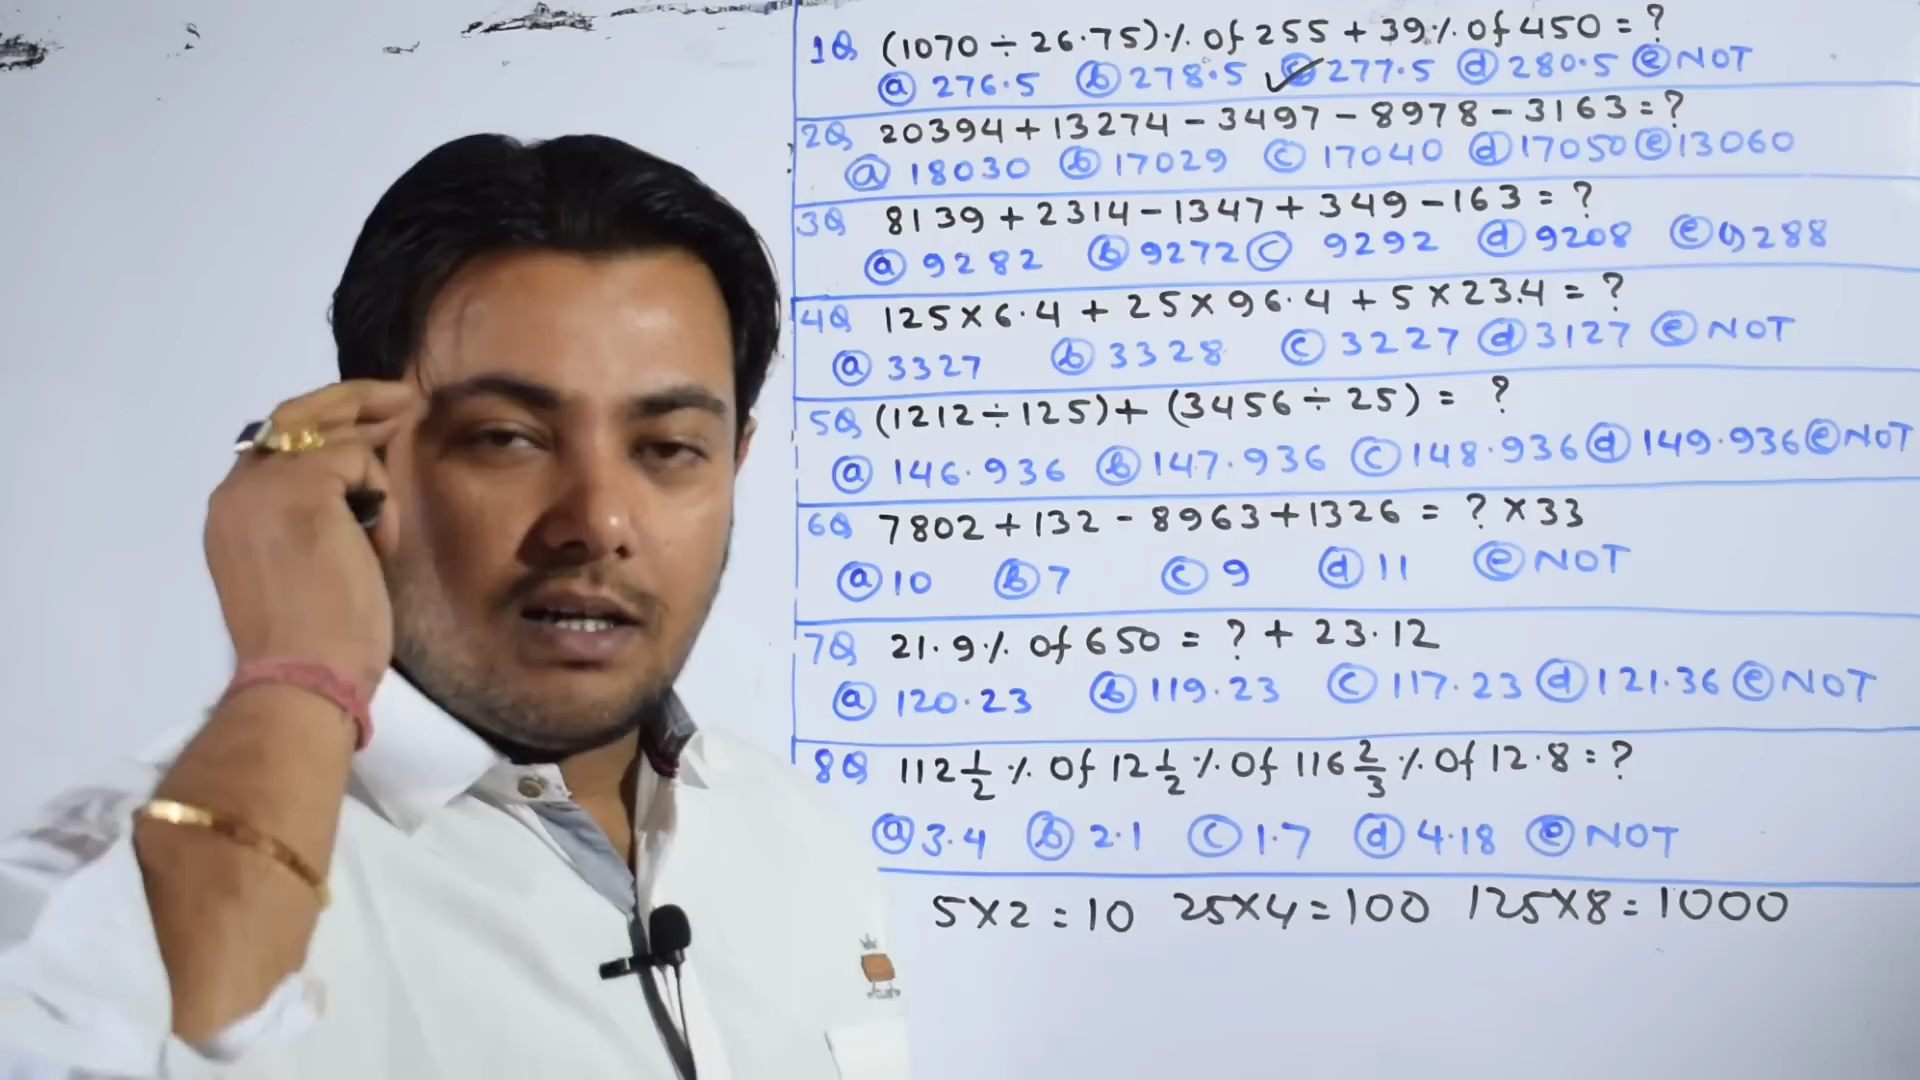 1Q (1070 ÷ 26.75)% of 255 + 39% of 450 = ?
ⓐ 276.5 ⓑ 278.5 ✓ⓒ 277.5 ⓓ 280.5 ⓔ NOT
2Q 20394 + 13274 - 3497 - 8978 - 3163 = ?
ⓐ 18030 ⓑ 17029 ⓒ 17040 ⓓ 17050 ⓔ 13060
3Q 8139 + 2314 - 1347 + 349 - 163 = ?
ⓐ 9282 ⓑ 9272 ⓒ 9292 ⓓ 9208 ⓔ 9288
4Q 125 × 6.4 + 25 × 96.4 + 5 × 23.4 = ?
ⓐ 3327 ⓑ 3328 ⓒ 3227 ⓓ 3127 ⓔ NOT
5Q (1212 ÷ 125) + (3456 ÷ 25) = ?
ⓐ 146.936 ⓑ 147.936 ⓒ 148.936 ⓓ 149.936 ⓔ NOT
6Q 7802 + 132 - 8963 + 1326 = ? × 33
ⓐ 10 ⓑ 7 ⓒ 9 ⓓ 11 ⓔ NOT
7Q 21.9% of 650 = ? + 23.12
ⓐ 120.23 ⓑ 119.23 ⓒ 117.23 ⓓ 121.36 ⓔ NOT
8Q 112 1/2 % of 12 1/2 % of 116 2/3 % of 12.8 = ?
ⓐ 3.4 ⓑ 2.1 ⓒ 1.7 ⓓ 4.18 ⓔ NOT
5×2 = 10 25×4 = 100 125×8 = 1000